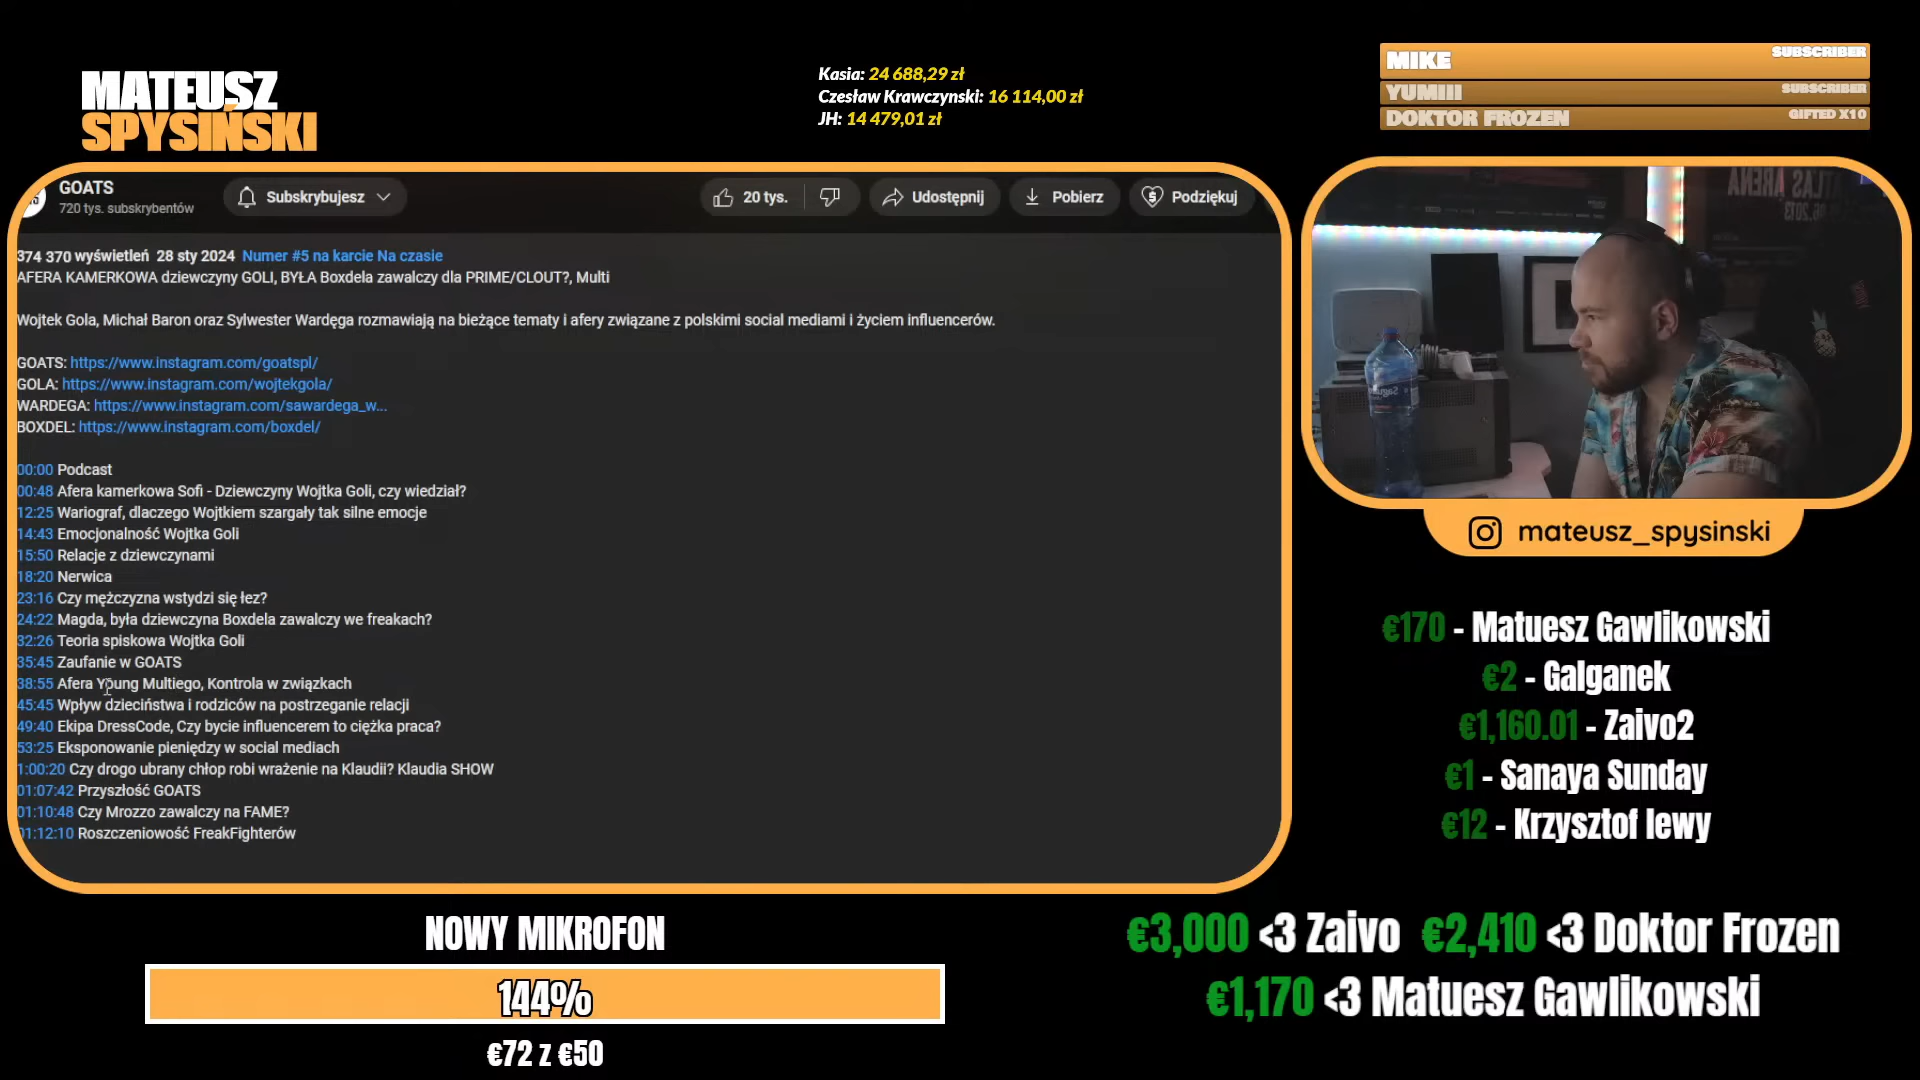 MATEUSZ
SPYSIŃSKI
Kasia: 24 688,29 zł
Czesław Krawczynski: 16 114,00 zł
JH: 14 479,01 zł
MIKE SUBSCRIBER
YUMIII SUBSCRIBER
DOKTOR FROZEN GIFTED X10
GOATS
720 tys. subskrybentów
Subskrybujesz
20 tys.
Udostępnij
Pobierz
Podziękuj
374 370 wyświetleń 28 sty 2024 Numer #5 na karcie Na czasie
AFERA KAMERKOWA dziewczyny GOLI, BYŁA Boxdela zawalczy dla PRIME/CLOUT?, Multi
Wojtek Gola, Michał Baron oraz Sylwester Wardęga rozmawiają na bieżące tematy i afery związane z polskimi social mediami i życiem influencerów.
GOATS: https://www.instagram.com/goatspl/
GOLA: https://www.instagram.com/wojtekgola/
WARDEGA: https://www.instagram.com/sawardega_w...
BOXDEL: https://www.instagram.com/boxdel/
00:00 Podcast
00:48 Afera kamerkowa Sofi - Dziewczyny Wojtka Goli, czy wiedział?
12:25 Wariograf, dlaczego Wojtkiem szargały tak silne emocje
14:43 Emocjonalność Wojtka Goli
15:50 Relacje z dziewczynami
18:20 Nerwica
23:16 Czy mężczyzna wstydzi się łez?
24:22 Magda, była dziewczyna Boxdela zawalczy we freakach?
32:26 Teoria spiskowa Wojtka Goli
35:45 Zaufanie w GOATS
38:55 Afera Young Multiego, Kontrola w związkach
45:45 Wpływ dzieciństwa i rodziców na postrzeganie relacji
49:40 Ekipa DressCode, Czy bycie influencerem to ciężka praca?
53:25 Eksponowanie pieniędzy w social mediach
1:00:20 Czy drogo ubrany chłop robi wrażenie na Klaudii? Klaudia SHOW
01:07:42 Przyszłość GOATS
01:10:48 Czy Mrozzo zawalczy na FAME?
01:12:10 Roszczeniowość FreakFighterów
ATLAS ARENA
mateusz_spysinski
€170 - Matuesz Gawlikowski
€2 - Galganek
€1,160.01 - Zaivo2
€1 - Sanaya Sunday
€12 - Krzysztof lewy
NOWY MIKROFON
144%
€72 z €50
€3,000 <3 Zaivo €2,410 <3 Doktor Frozen
€1,170 <3 Matuesz Gawlikowski